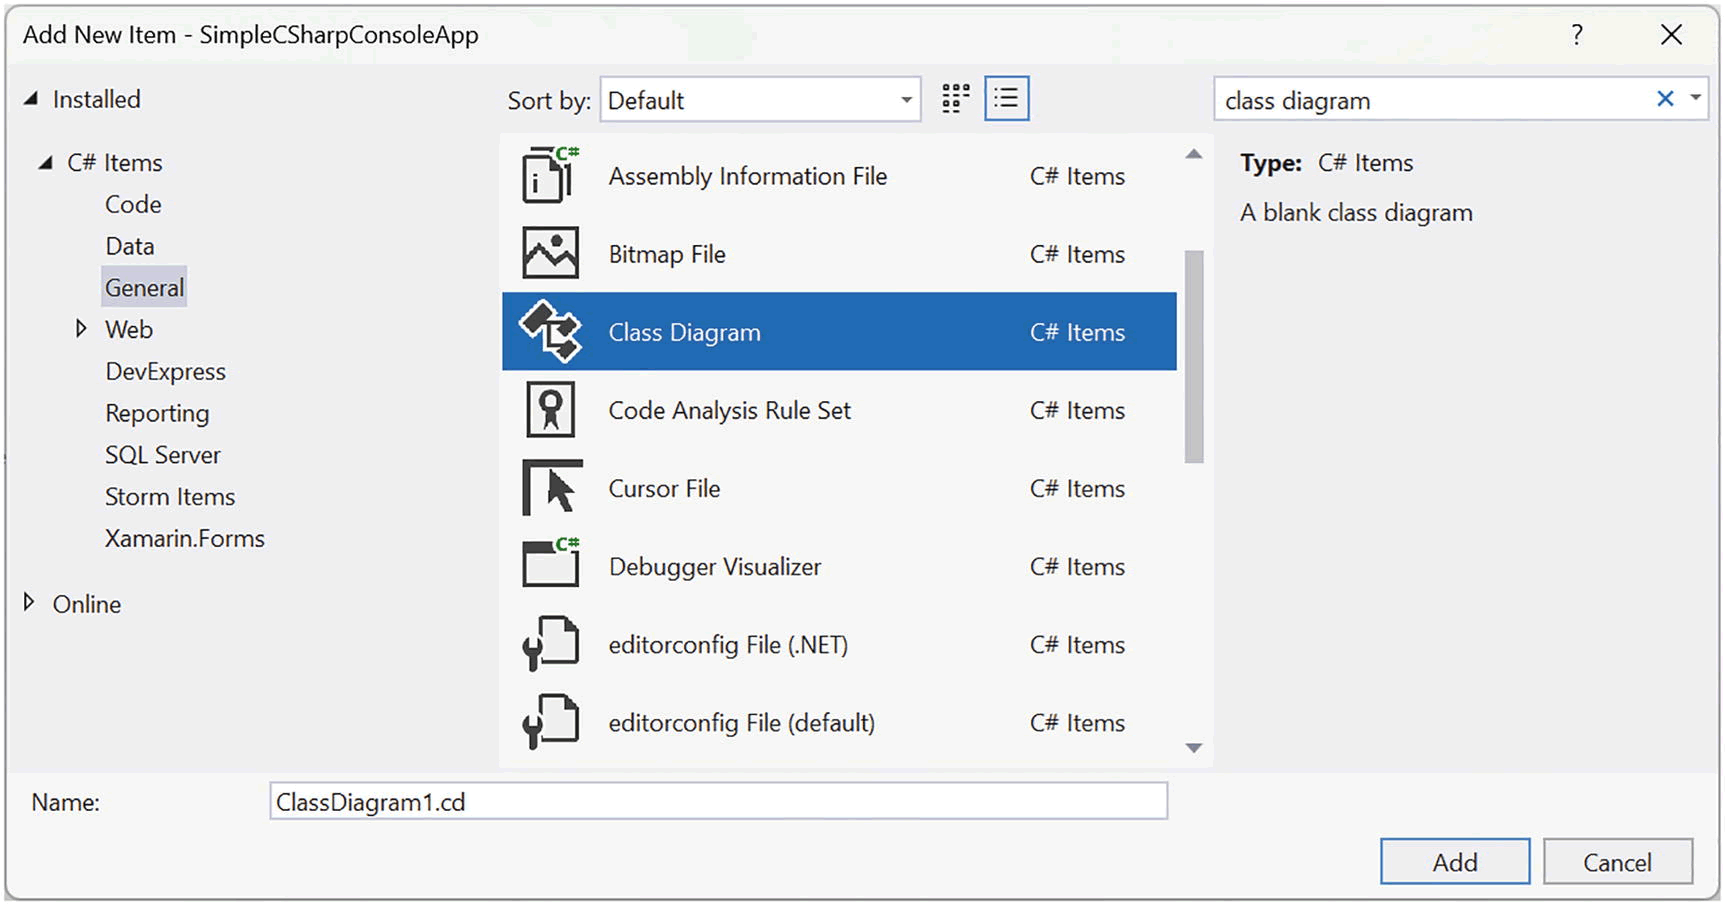 Add New Item - SimpleCSharpConsoleApp
?
Installed
Sort by: Default
class diagram
C# Items
Code
Data
General
Web
DevExpress
Reporting
SQL Server
Storm Items
Xamarin.Forms
Online
C#
Assembly Information File C# Items
Bitmap File C# Items
Class Diagram C# Items
Code Analysis Rule Set C# Items
Cursor File C# Items
C#
Debugger Visualizer C# Items
editorconfig File (.NET) C# Items
editorconfig File (default) C# Items
Type: C# Items
A blank class diagram
Name: ClassDiagram1.cd
Add Cancel